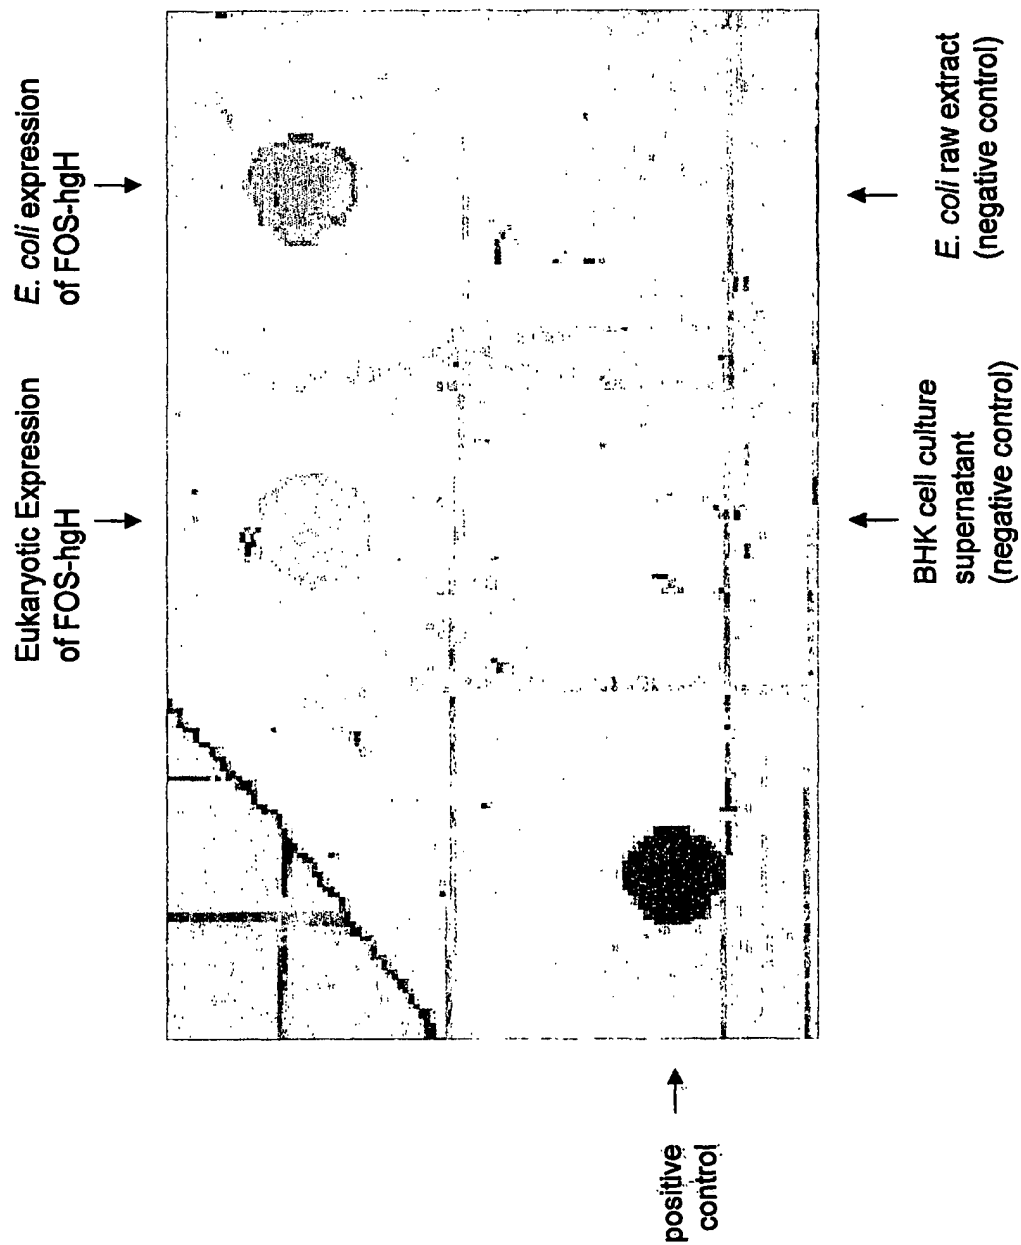 Eukaryotic Expression
of FOS-hgH
E. coli expression
of FOS-hgH
positive
control
BHK cell culture
supernatant
(negative control)
E. coli raw extract
(negative control)